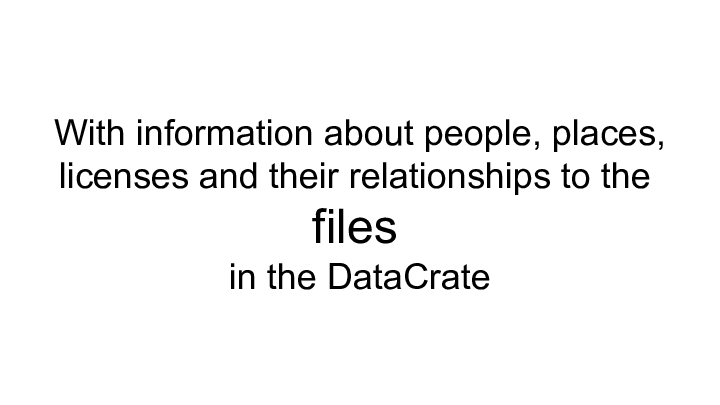 With information about people, places,
licenses and their relationships to the
files
in the DataCrate